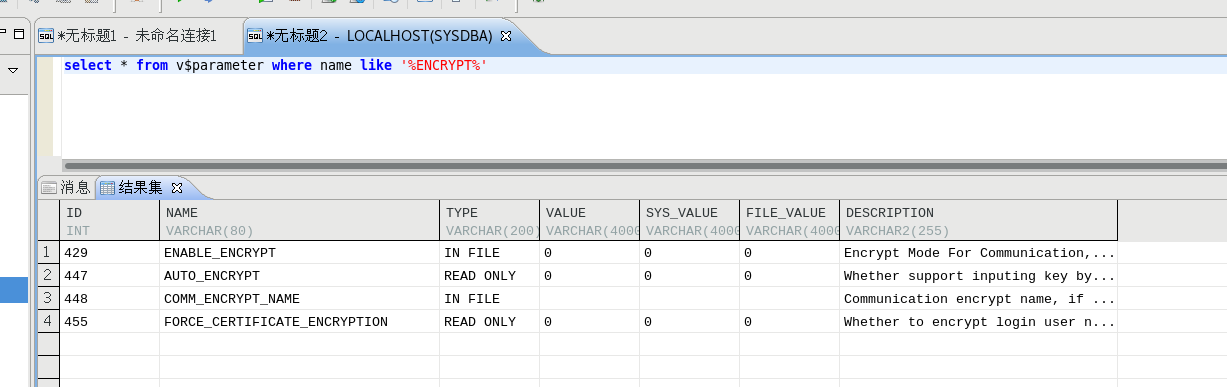 *无标题1 - 未命名连接1 *无标题2 - LOCALHOST(SYSDBA)
select * from v$parameter where name like '%ENCRYPT%'
消息 结果集
ID NAME TYPE VALUE SYS_VALUE FILE_VALUE DESCRIPTION
INT VARCHAR(80) VARCHAR(200) VARCHAR(4000 VARCHAR(4000 VARCHAR(4000 VARCHAR2(255)
1 429 ENABLE_ENCRYPT IN FILE 0 0 0 Encrypt Mode For Communication,...
2 447 AUTO_ENCRYPT READ ONLY 0 0 0 Whether support inputing key by...
3 448 COMM_ENCRYPT_NAME IN FILE Communication encrypt name, if ...
4 455 FORCE_CERTIFICATE_ENCRYPTION READ ONLY 0 0 0 Whether to encrypt login user n...